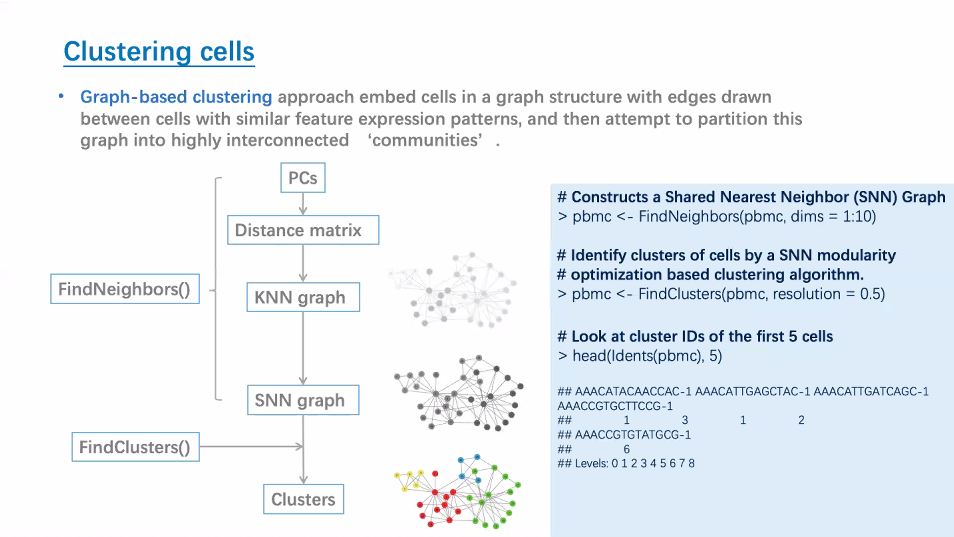 Clustering cells
• Graph-based clustering approach embed cells in a graph structure with edges drawn
between cells with similar feature expression patterns, and then attempt to partition this
graph into highly interconnected ‘communities’ .
PCs
Distance matrix
FindNeighbors()
KNN graph
SNN graph
FindClusters()
Clusters
# Constructs a Shared Nearest Neighbor (SNN) Graph
> pbmc <- FindNeighbors(pbmc, dims = 1:10)
# Identify clusters of cells by a SNN modularity
# optimization based clustering algorithm.
> pbmc <- FindClusters(pbmc, resolution = 0.5)
# Look at cluster IDs of the first 5 cells
> head(Idents(pbmc), 5)
## AAACATACAACCAC-1 AAACATTGAGCTAC-1 AAACATTGATCAGC-1
AAACCGTGCTTCCG-1
## 1 3 1 2
## AAACCGTGTATGCG-1
## 6
## Levels: 0 1 2 3 4 5 6 7 8